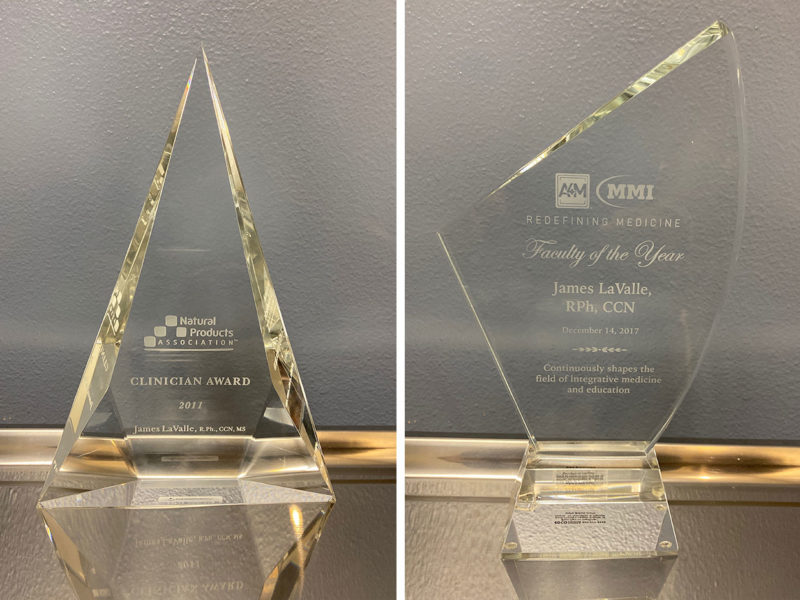 Natural
Products
ASSOCIATION™
CLINICIAN AWARD
2011
James LaValle, R.Ph., CCN, MS
A4M MMI
REDEFINING MEDICINE
Faculty of the Year
James LaValle,
RPh, CCN
December 14, 2017
Continuously shapes the
field of integrative medicine
and education